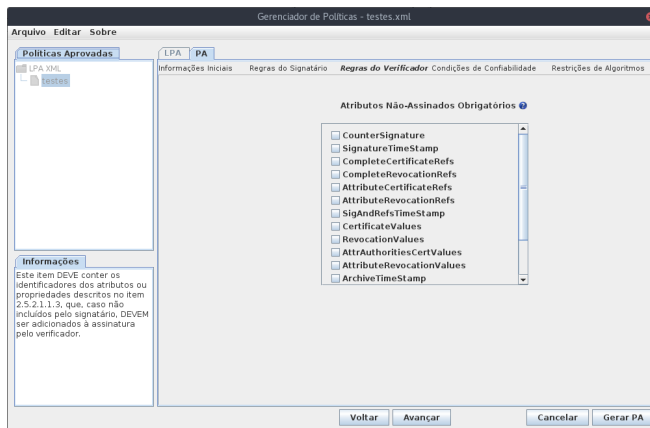 Gerenciador de Políticas - testes.xml
Arquivo Editar Sobre
Políticas Aprovadas
LPA XML
testes
LPA PA
Informações Iniciais Regras do Signatário Regras do Verificador Condições de Confiabilidade Restrições de Algoritmos
Atributos Não-Assinados Obrigatórios
CounterSignature
SignatureTimeStamp
CompleteCertificateRefs
CompleteRevocationRefs
AttributeCertificateRefs
AttributeRevocationRefs
SigAndRefsTimeStamp
CertificateValues
RevocationValues
AttrAuthoritiesCertValues
AttributeRevocationValues
ArchiveTimeStamp
Informações
Este item DEVE conter os
identificadores dos atributos ou
propriedades descritos no item
2.5.2.1.1.3, que, caso não
incluídos pelo signatário, DEVEM
ser adicionados à assinatura
pelo verificador.
Voltar Avançar Cancelar Gerar PA